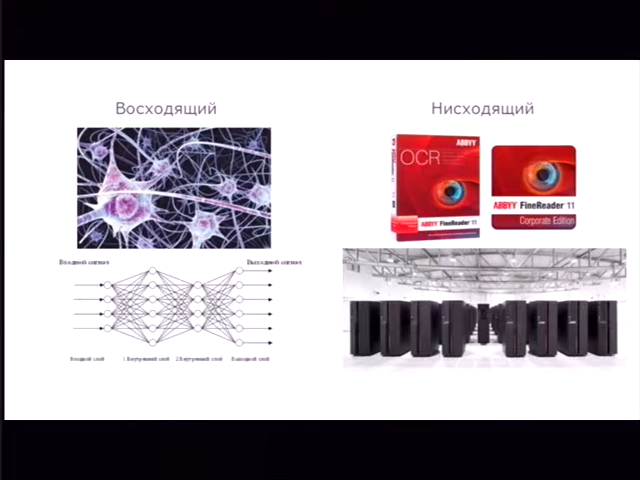 Восходящий
Нисходящий
ABBYY
OCR
ABBYY FineReader 11
ABBYY FineReader 11
Corporate Edition
Входной сигнал
Выходной сигнал
Входной слой
1 Внутренний слой
2 Внутренний слой
Выходной слой